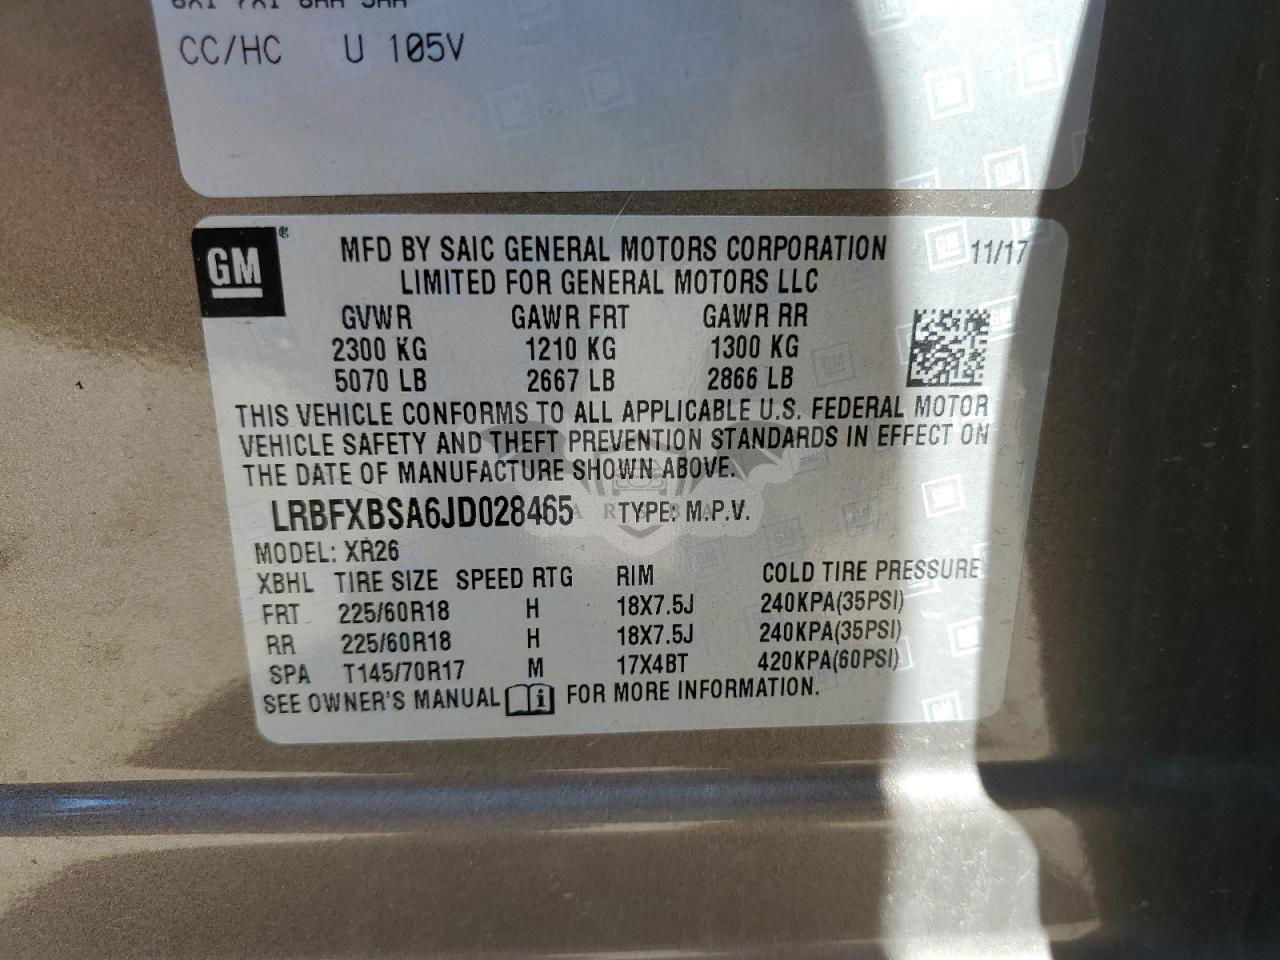 CC/HC U 105V
GM
GM ® MFD BY SAIC GENERAL MOTORS CORPORATION 11/17
LIMITED FOR GENERAL MOTORS LLC
GVWR GAWR FRT GAWR RR
2300 KG 1210 KG 1300 KG
5070 LB 2667 LB 2866 LB
THIS VEHICLE CONFORMS TO ALL APPLICABLE U.S. FEDERAL MOTOR
VEHICLE SAFETY AND THEFT PREVENTION STANDARDS IN EFFECT ON
THE DATE OF MANUFACTURE SHOWN ABOVE.
LRBFXBSA6JD028465 TYPE: M.P.V.
MODEL: XR26
XBHL TIRE SIZE SPEED RTG RIM COLD TIRE PRESSURE
FRT 225/60R18 H 18X7.5J 240KPA(35PSI)
RR 225/60R18 H 18X7.5J 240KPA(35PSI)
SPA T145/70R17 M 17X4BT 420KPA(60PSI)
SEE OWNER'S MANUAL i FOR MORE INFORMATION.